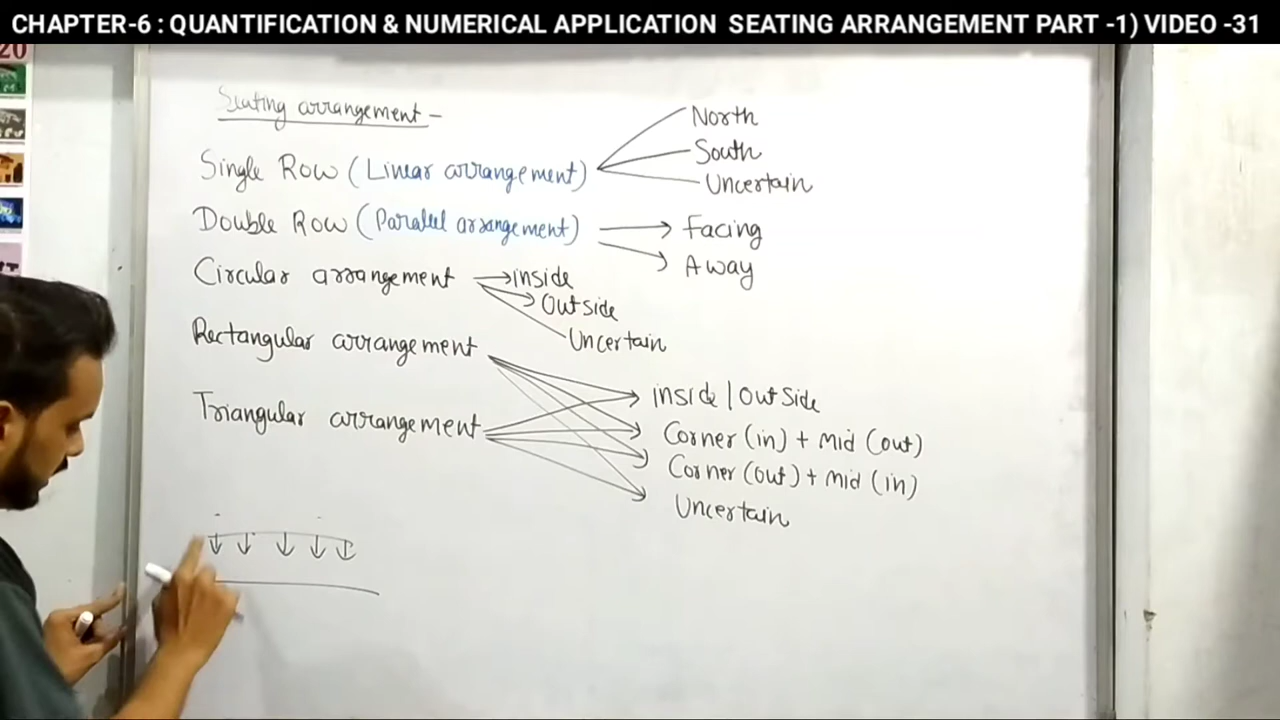 CHAPTER-6 : QUANTIFICATION & NUMERICAL APPLICATION SEATING ARRANGEMENT PART -1) VIDEO -31
20
Seating arrangement -
Single Row (Linear arrangement)
North
South
Uncertain
Double Row (Parallel arrangement)
Facing
Away
Circular arrangement
inside
Outside
Uncertain
Rectangular arrangement
Triangular arrangement
inside | outside
Corner (in) + mid (out)
Corner (out) + mid (in)
Uncertain